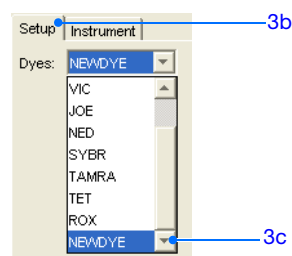 Setup Instrument 3b
Dyes: NEWDYE
VIC
JOE
NED
SYBR
TAMRA
TET
ROX
NEWDYE 3c